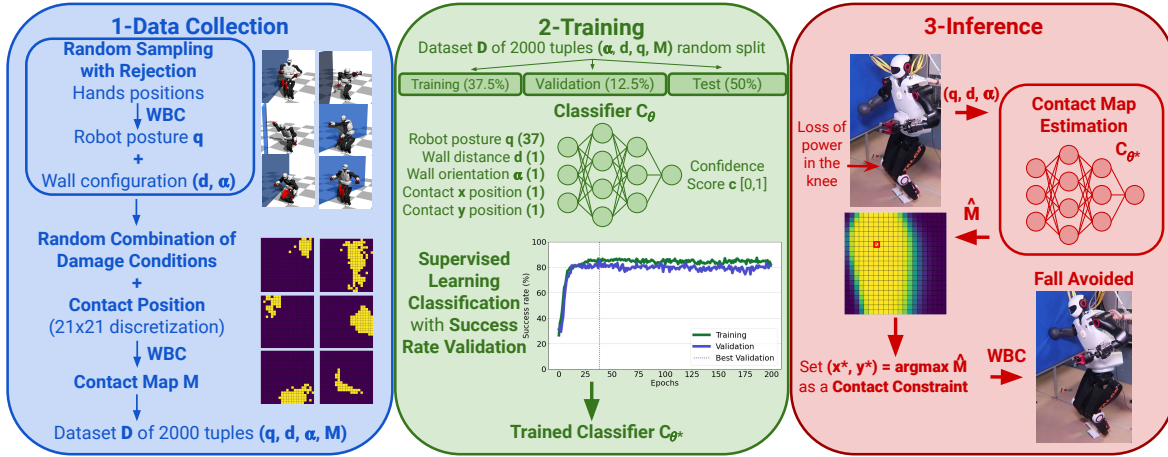 1-Data Collection
Random Sampling
with Rejection
Hands positions
WBC
Robot posture q
+
Wall configuration (d, α)
Random Combination of
Damage Conditions
+
Contact Position
(21x21 discretization)
WBC
Contact Map M
Dataset D of 2000 tuples (q, d, α, M)
2-Training
Dataset D of 2000 tuples (α, d, q, M) random split
Training (37.5%)
Validation (12.5%)
Test (50%)
Classifier Cθ
Robot posture q (37)
Wall distance d (1)
Wall orientation α (1)
Contact x position (1)
Contact y position (1)
Confidence
Score c [0,1]
Supervised
Learning
Classification
with Success
Rate Validation
Success rate (%)
100
80
60
40
20
0
Training
Validation
Best Validation
0 25 50 75 100 125 150 175 200
Epochs
Trained Classifier Cθ*
3-Inference
Loss of
power
in the
knee
(q, d, α)
Contact Map
Estimation
Cθ*
M̂
Set (x*, y*) = argmax M̂
as a Contact Constraint
WBC
Fall Avoided